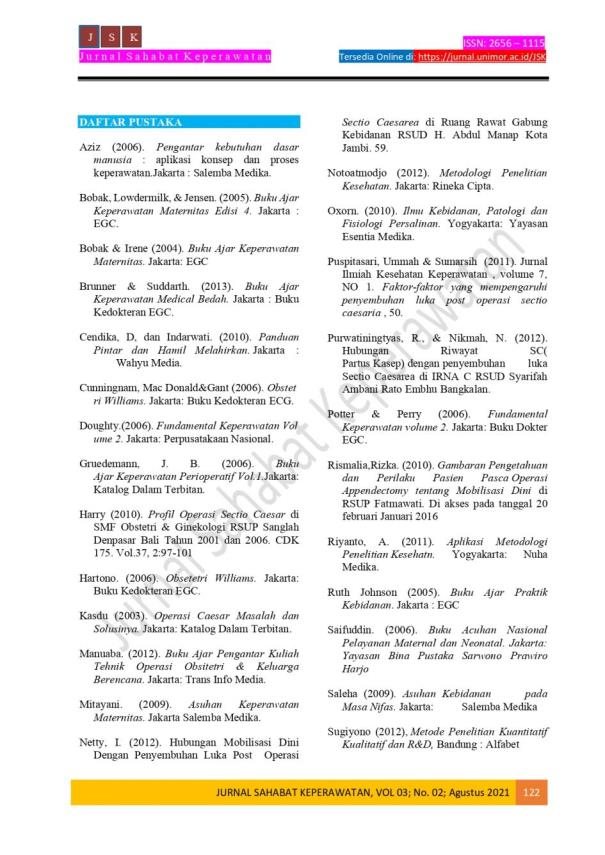 J S K
Jurnal Sahabat Keperawatan
ISSN: 2656 – 1115
Tersedia Online di: https://jurnal.unimor.ac.id/JSK
DAFTAR PUSTAKA
Aziz (2006). Pengantar kebutuhan dasar
manusia : aplikasi konsep dan proses
keperawatan.Jakarta : Salemba Medika.
Bobak, Lowdermilk, & Jensen. (2005). Buku Ajar
Keperawatan Maternitas Edisi 4. Jakarta :
EGC.
Bobak & Irene (2004). Buku Ajar Keperawatan
Maternitas. Jakarta: EGC
Brunner & Suddarth. (2013). Buku Ajar
Keperawatan Medical Bedah. Jakarta : Buku
Kedokteran EGC.
Cendika, D, dan Indarwati. (2010). Panduan
Pintar dan Hamil Melahirkan. Jakarta :
Wahyu Media.
Cunningnam, Mac Donald&Gant (2006). Obstet
ri Williams. Jakarta: Buku Kedokteran ECG.
Doughty.(2006). Fundamental Keperawatan Vol
ume 2. Jakarta: Perpusatakaan Nasional.
Gruedemann, J. B. (2006). Buku
Ajar Keperawatan Perioperatif Vol.1.Jakarta:
Katalog Dalam Terbitan.
Harry (2010). Profil Operasi Sectio Caesar di
SMF Obstetri & Ginekologi RSUP Sanglah
Denpasar Bali Tahun 2001 dan 2006. CDK
175. Vol.37, 2:97-101
Hartono. (2006). Obsetetri Williams. Jakarta:
Buku Kedokteran EGC.
Kasdu (2003). Operasi Caesar Masalah dan
Solusinya. Jakarta: Katalog Dalam Terbitan.
Manuaba. (2012). Buku Ajar Pengantar Kuliah
Tehnik Operasi Obsitetri & Keluarga
Berencana. Jakarta: Trans Info Media.
Mitayani. (2009). Asuhan Keperawatan
Maternitas. Jakarta Salemba Medika.
Netty, I. (2012). Hubungan Mobilisasi Dini
Dengan Penyembuhan Luka Post Operasi
Sectio Caesarea di Ruang Rawat Gabung
Kebidanan RSUD H. Abdul Manap Kota
Jambi. 59.
Notoatmodjo (2012). Metodologi Penelitian
Kesehatan. Jakarta: Rineka Cipta.
Oxorn. (2010). Ilmu Kebidanan, Patologi dan
Fisiologi Persalinan. Yogyakarta: Yayasan
Esentia Medika.
Puspitasari, Ummah & Sumarsih (2011). Jurnal
Ilmiah Kesehatan Keperawatan , volume 7,
NO 1. Faktor-faktor yang mempengaruhi
penyembuhan luka post operasi sectio
caesaria , 50.
Purwatiningtyas, R., & Nikmah, N. (2012).
Hubungan Riwayat SC(
Partus Kasep) dengan penyembuhan luka
Sectio Caesarea di IRNA C RSUD Syarifah
Ambani Rato Embhu Bangkalan.
Potter & Perry (2006). Fundamental
Keperawatan volume 2. Jakarta: Buku Dokter
EGC.
Rismalia,Rizka. (2010). Gambaran Pengetahuan
dan Perilaku Pasien Pasca Operasi
Appendectomy tentang Mobilisasi Dini di
RSUP Fatmawati. Di akses pada tanggal 20
februari Januari 2016
Riyanto, A. (2011). Aplikasi Metodologi
Penelitian Kesehatn. Yogyakarta: Nuha
Medika.
Ruth Johnson (2005). Buku Ajar Praktik
Kebidanan. Jakarta : EGC
Saifuddin. (2006). Buku Acuhan Nasional
Pelayanan Maternal dan Neonatal. Jakarta:
Yayasan Bina Pustaka Sarwono Prawiro
Harjo
Saleha (2009). Asuhan Kebidanan pada
Masa Nifas. Jakarta: Salemba Medika
Sugiyono (2012), Metode Penelitian Kuantitatif
Kualitatif dan R&D, Bandung : Alfabet
Jurnal Sahabat Keperawatan
JURNAL SAHABAT KEPERAWATAN, VOL 03; No. 02; Agustus 2021 122